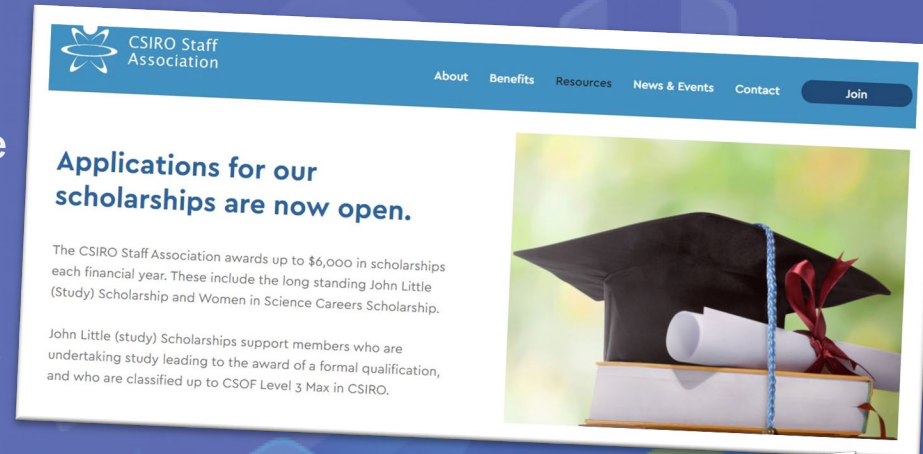 CSIRO Staff
Association
About Benefits Resources News & Events Contact Join
Applications for our
scholarships are now open.
The CSIRO Staff Association awards up to $6,000 in scholarships
each financial year. These include the long standing John Little
(Study) Scholarship and Women in Science Careers Scholarship.
John Little (study) Scholarships support members who are
undertaking study leading to the award of a formal qualification,
and who are classified up to CSOF Level 3 Max in CSIRO.